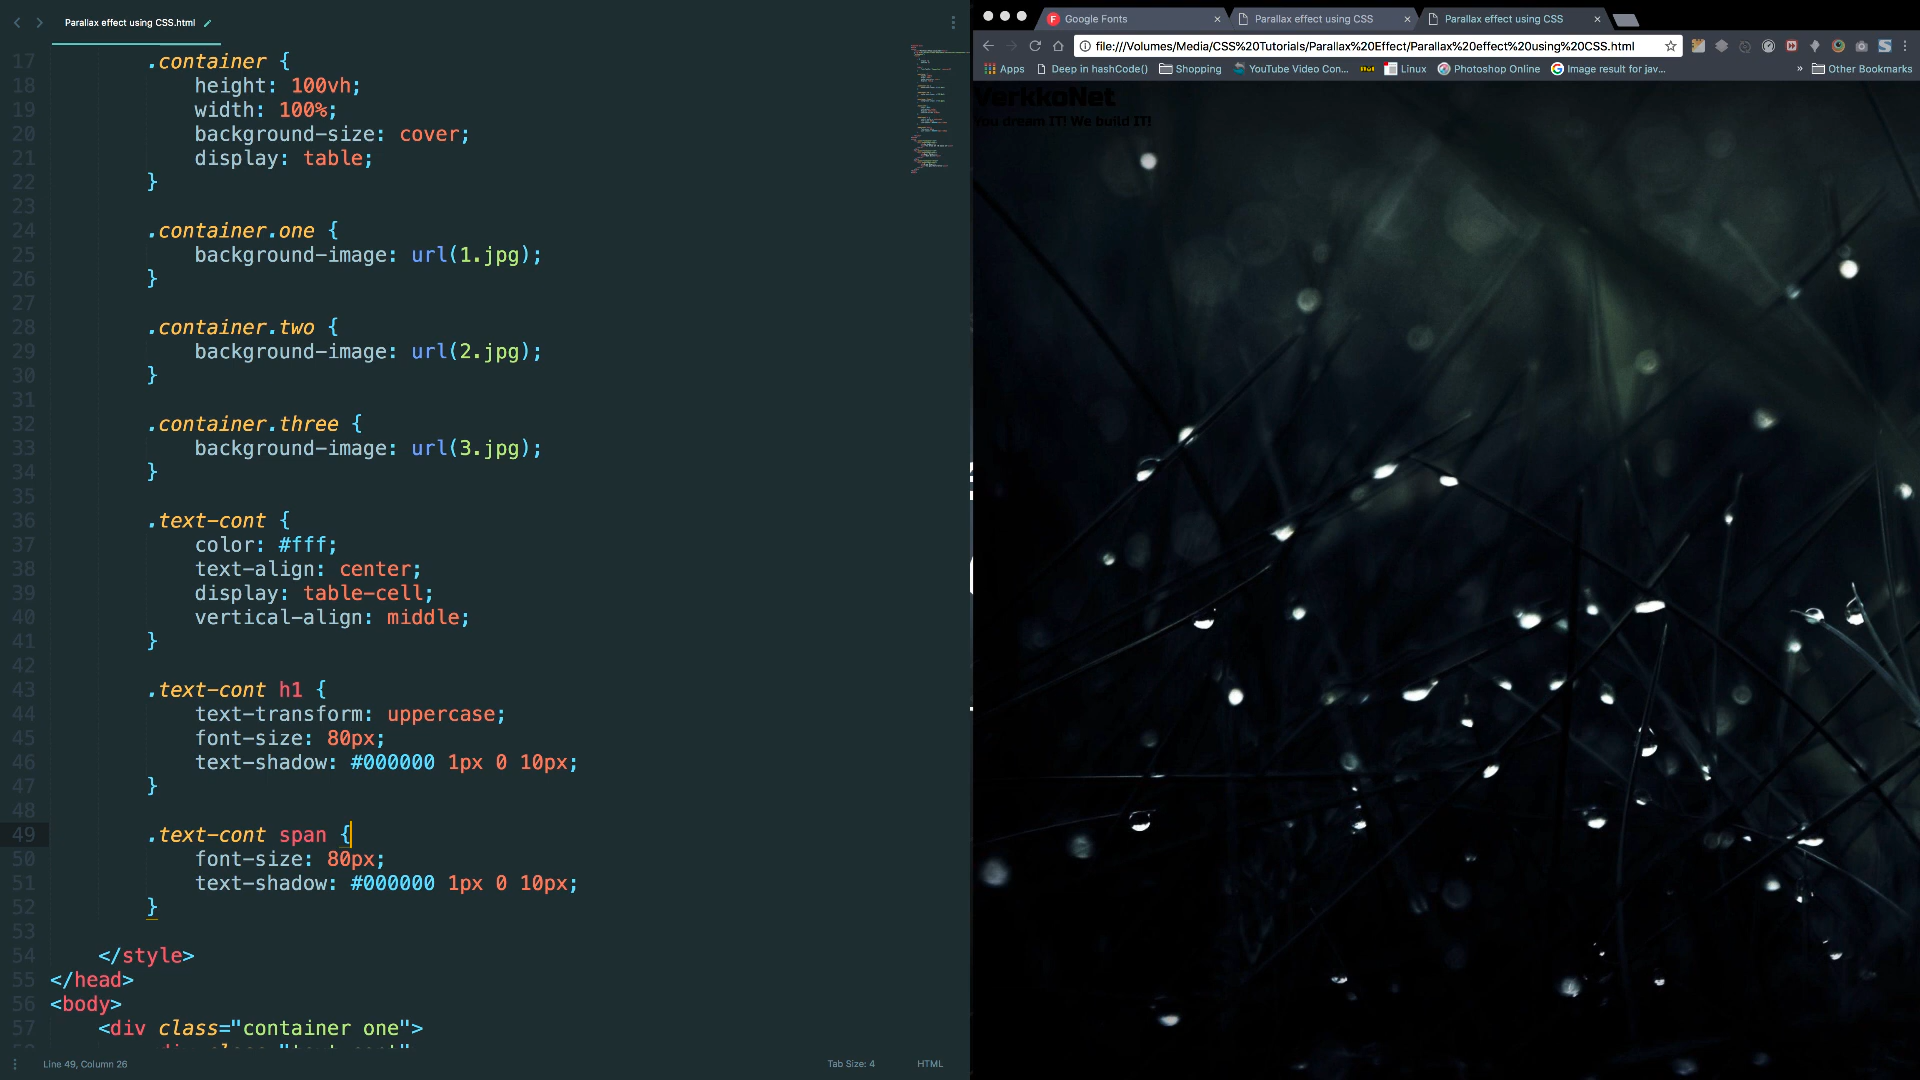 Parallax effect using CSS.html
17 .container {
18 height: 100vh;
19 width: 100%;
20 background-size: cover;
21 display: table;
22 }
23
24 .container.one {
25 background-image: url(1.jpg);
26 }
27
28 .container.two {
29 background-image: url(2.jpg);
30 }
31
32 .container.three {
33 background-image: url(3.jpg);
34 }
35
36 .text-cont {
37 color: #fff;
38 text-align: center;
39 display: table-cell;
40 vertical-align: middle;
41 }
42
43 .text-cont h1 {
44 text-transform: uppercase;
45 font-size: 80px;
46 text-shadow: #000000 1px 0 10px;
47 }
48
49 .text-cont span {
50 font-size: 80px;
51 text-shadow: #000000 1px 0 10px;
52 }
53
54 </style>
55 </head>
56 <body>
57 <div class="container one">
Line 49, Column 26
Tab Size: 4
HTML
Google Fonts
Parallax effect using CSS
Parallax effect using CSS
file:///Volumes/Media/CSS%20Tutorials/Parallax%20Effect/Parallax%20effect%20using%20CSS.html
Apps Deep in hashCode() Shopping YouTube Video Con... Linux Photoshop Online Image result for jav... » Other Bookmarks
VerkkoNet
You dream IT! We build IT!